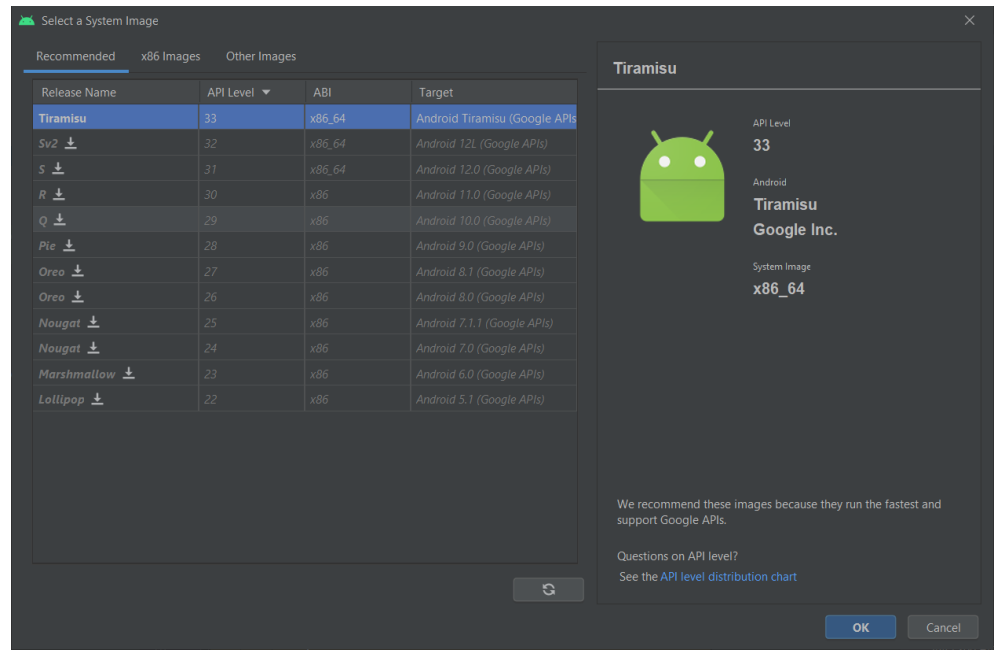 Select a System Image
Recommended x86 Images Other Images
Release Name API Level ABI Target
Tiramisu 33 x86_64 Android Tiramisu (Google APIs
Sv2 32 x86_64 Android 12L (Google APIs)
S 31 x86_64 Android 12.0 (Google APIs)
R 30 x86 Android 11.0 (Google APIs)
Q 29 x86 Android 10.0 (Google APIs)
Pie 28 x86 Android 9.0 (Google APIs)
Oreo 27 x86 Android 8.1 (Google APIs)
Oreo 26 x86 Android 8.0 (Google APIs)
Nougat 25 x86 Android 7.1.1 (Google APIs)
Nougat 24 x86 Android 7.0 (Google APIs)
Marshmallow 23 x86 Android 6.0 (Google APIs)
Lollipop 22 x86 Android 5.1 (Google APIs)
Tiramisu
API Level
33
Android
Tiramisu
Google Inc.
System Image
x86_64
We recommend these images because they run the fastest and
support Google APIs.
Questions on API level?
See the API level distribution chart
OK Cancel